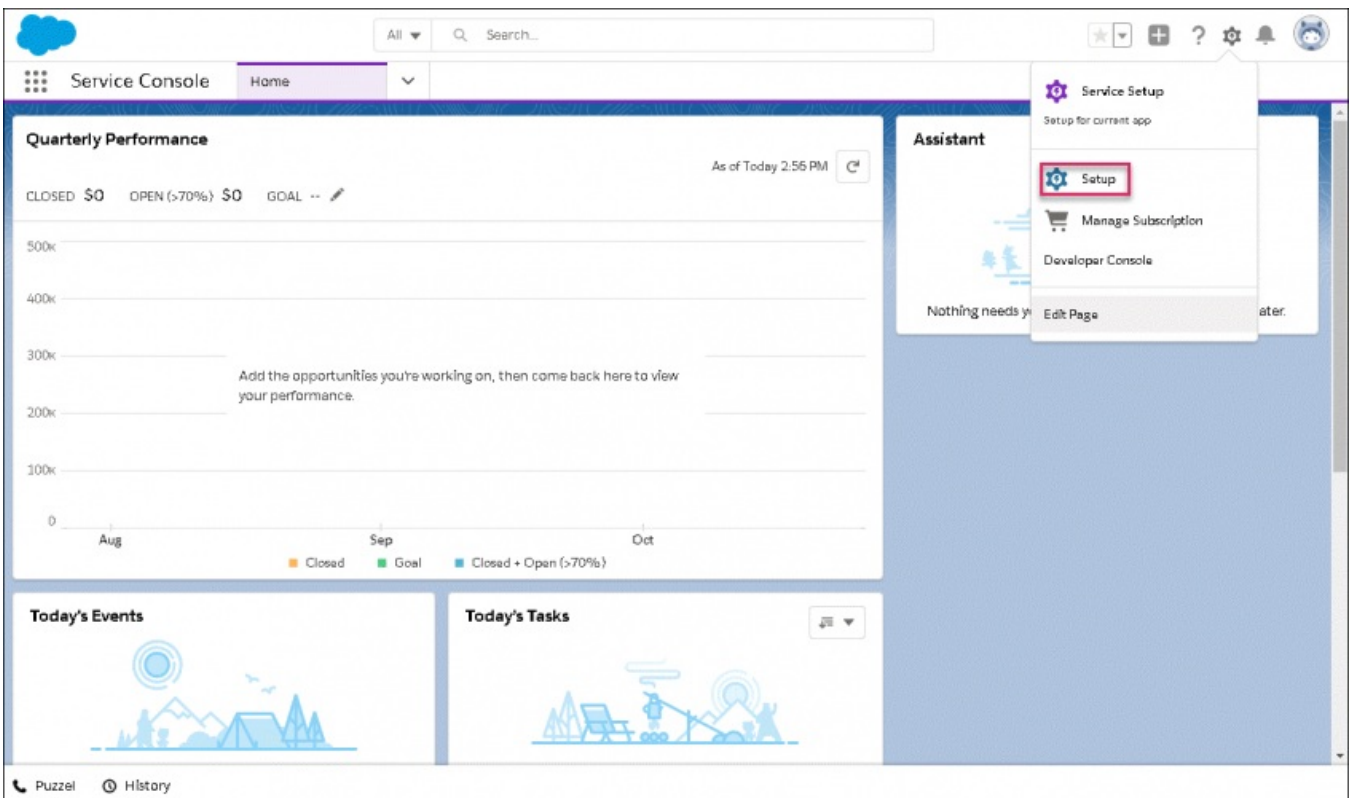 All
Search...
Service Console
Home
Service Setup
Setup for current app
Setup
Manage Subscription
Developer Console
Edit Page
Quarterly Performance
As of Today 2:56 PM
CLOSED $0 OPEN (>70%) $0 GOAL --
500K
400K
300K
200K
100K
0
Add the opportunities you're working on, then come back here to view
your performance.
Aug Sep Oct
Closed Goal Closed + Open (>70%)
Assistant
Nothing needs y
ater.
Today's Events
Today's Tasks
Puzzel History